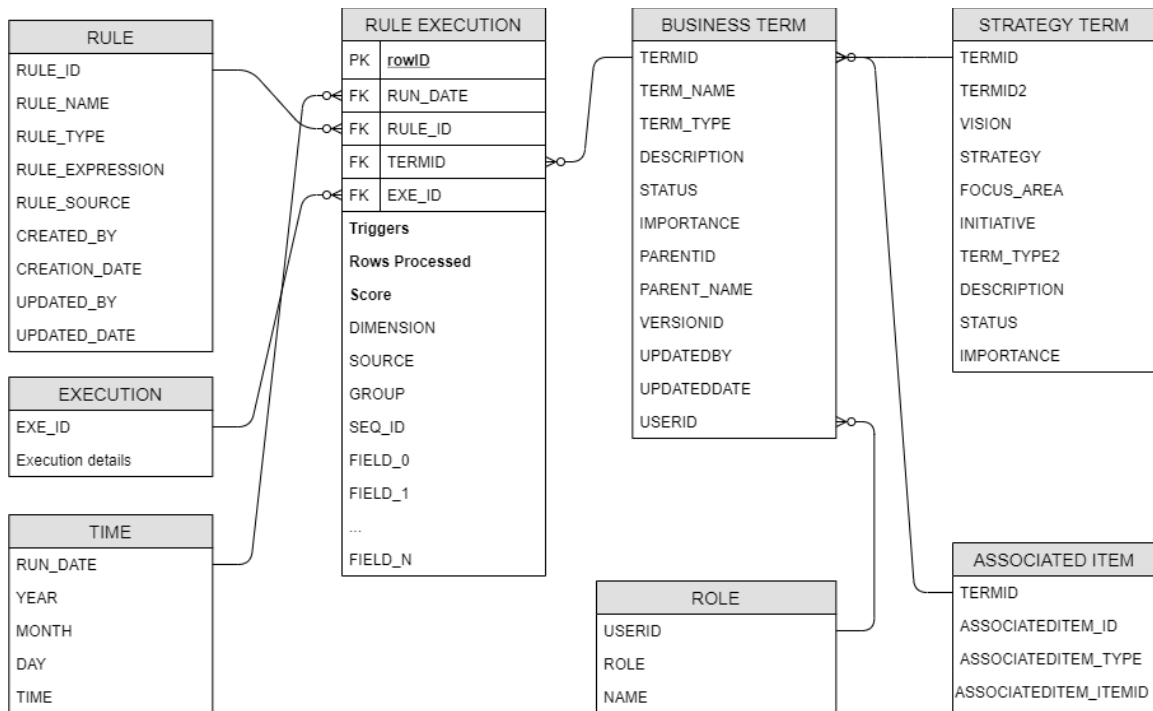 RULE
RULE_ID
RULE_NAME
RULE_TYPE
RULE_EXPRESSION
RULE_SOURCE
CREATED_BY
CREATION_DATE
UPDATED_BY
UPDATED_DATE
EXECUTION
EXE_ID
Execution details
TIME
RUN_DATE
YEAR
MONTH
DAY
TIME
RULE EXECUTION
PK rowID
FK RUN_DATE
FK RULE_ID
FK TERMID
FK EXE_ID
Triggers
Rows Processed
Score
DIMENSION
SOURCE
GROUP
SEQ_ID
FIELD_0
FIELD_1
...
FIELD_N
BUSINESS TERM
TERMID
TERM_NAME
TERM_TYPE
DESCRIPTION
STATUS
IMPORTANCE
PARENTID
PARENT_NAME
VERSIONID
UPDATEDBY
UPDATEDDATE
USERID
ROLE
USERID
ROLE
NAME
STRATEGY TERM
TERMID
TERMID2
VISION
STRATEGY
FOCUS_AREA
INITIATIVE
TERM_TYPE2
DESCRIPTION
STATUS
IMPORTANCE
ASSOCIATED ITEM
TERMID
ASSOCIATEDITEM_ID
ASSOCIATEDITEM_TYPE
ASSOCIATEDITEM_ITEMID